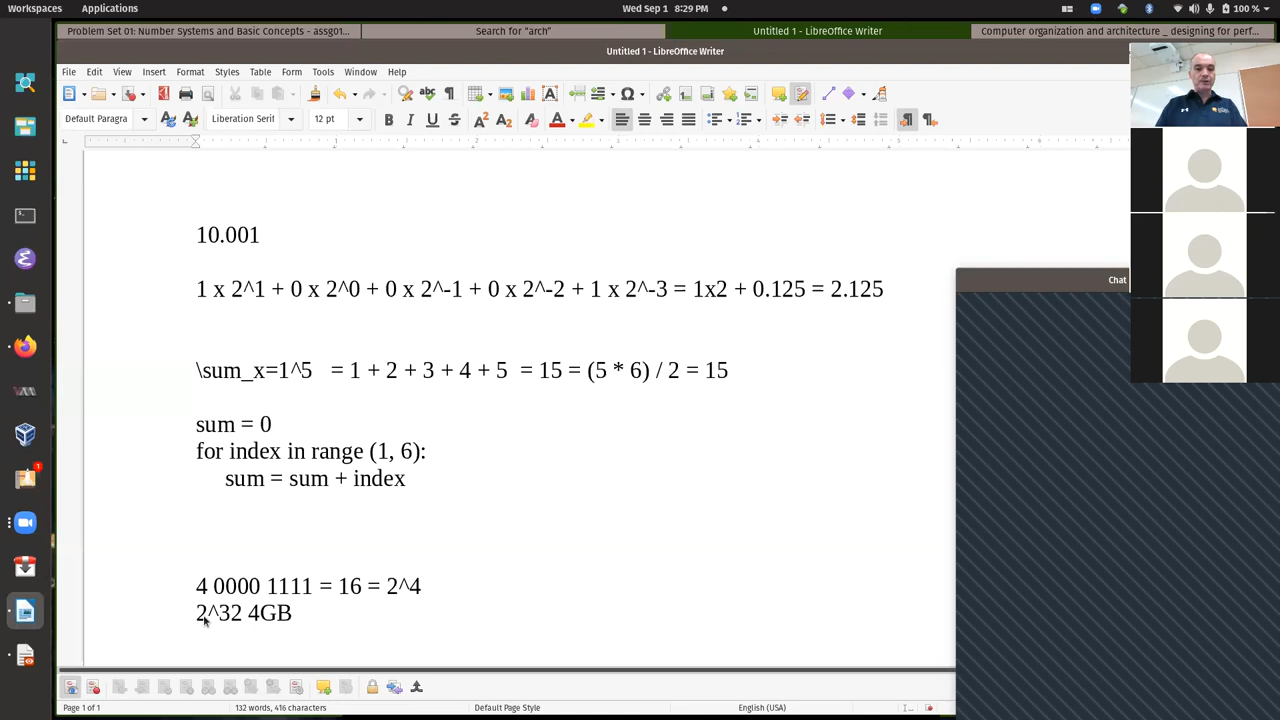 Workspaces Applications Wed Sep 1 8:29 PM 100 %
Problem Set 01: Number Systems and Basic Concepts - assg01... Search for "arch" Untitled 1 - LibreOffice Writer Computer organization and architecture _ designing for perf...
Untitled 1 - LibreOffice Writer
File Edit View Insert Format Styles Table Form Tools Window Help
Default Paragra Liberation Serif 12 pt
10.001
1 x 2^1 + 0 x 2^0 + 0 x 2^-1 + 0 x 2^-2 + 1 x 2^-3 = 1x2 + 0.125 = 2.125
Chat
\sum_x=1^5 = 1 + 2 + 3 + 4 + 5 = 15 = (5 * 6) / 2 = 15
sum = 0
for index in range (1, 6):
sum = sum + index
4 0000 1111 = 16 = 2^4
2^32 4GB
Page 1 of 1 132 words, 416 characters Default Page Style English (USA)